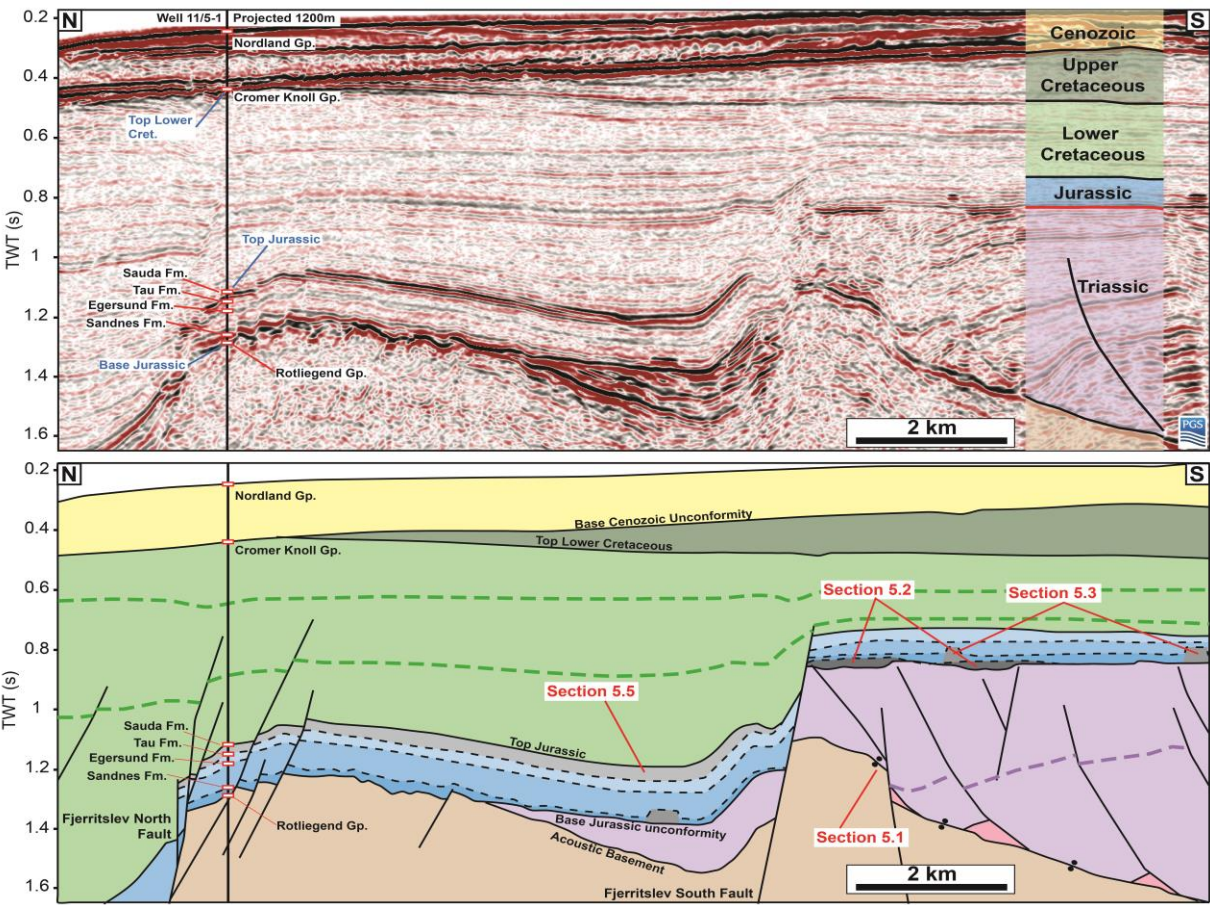 N
Well 11/5-1
Projected 1200m
S
0.2
0.4
0.6
0.8
1
1.2
1.4
1.6
TWT (s)
Nordland Gp.
Cromer Knoll Gp.
Top Lower
Cret.
Top Jurassic
Sauda Fm.
Tau Fm.
Egersund Fm.
Sandnes Fm.
Base Jurassic
Rotliegend Gp.
Cenozoic
Upper
Cretaceous
Lower
Cretaceous
Jurassic
Triassic
2 km
PGS
N
S
0.2
0.4
0.6
0.8
1
1.2
1.4
1.6
TWT (s)
Nordland Gp.
Base Cenozoic Unconformity
Top Lower Cretaceous
Cromer Knoll Gp.
Section 5.2
Section 5.3
Section 5.5
Sauda Fm.
Tau Fm.
Egersund Fm.
Sandnes Fm.
Top Jurassic
Fjerritslev North
Fault
Rotliegend Gp.
Base Jurassic unconformity
Acoustic Basement
Section 5.1
Fjerritslev South Fault
2 km